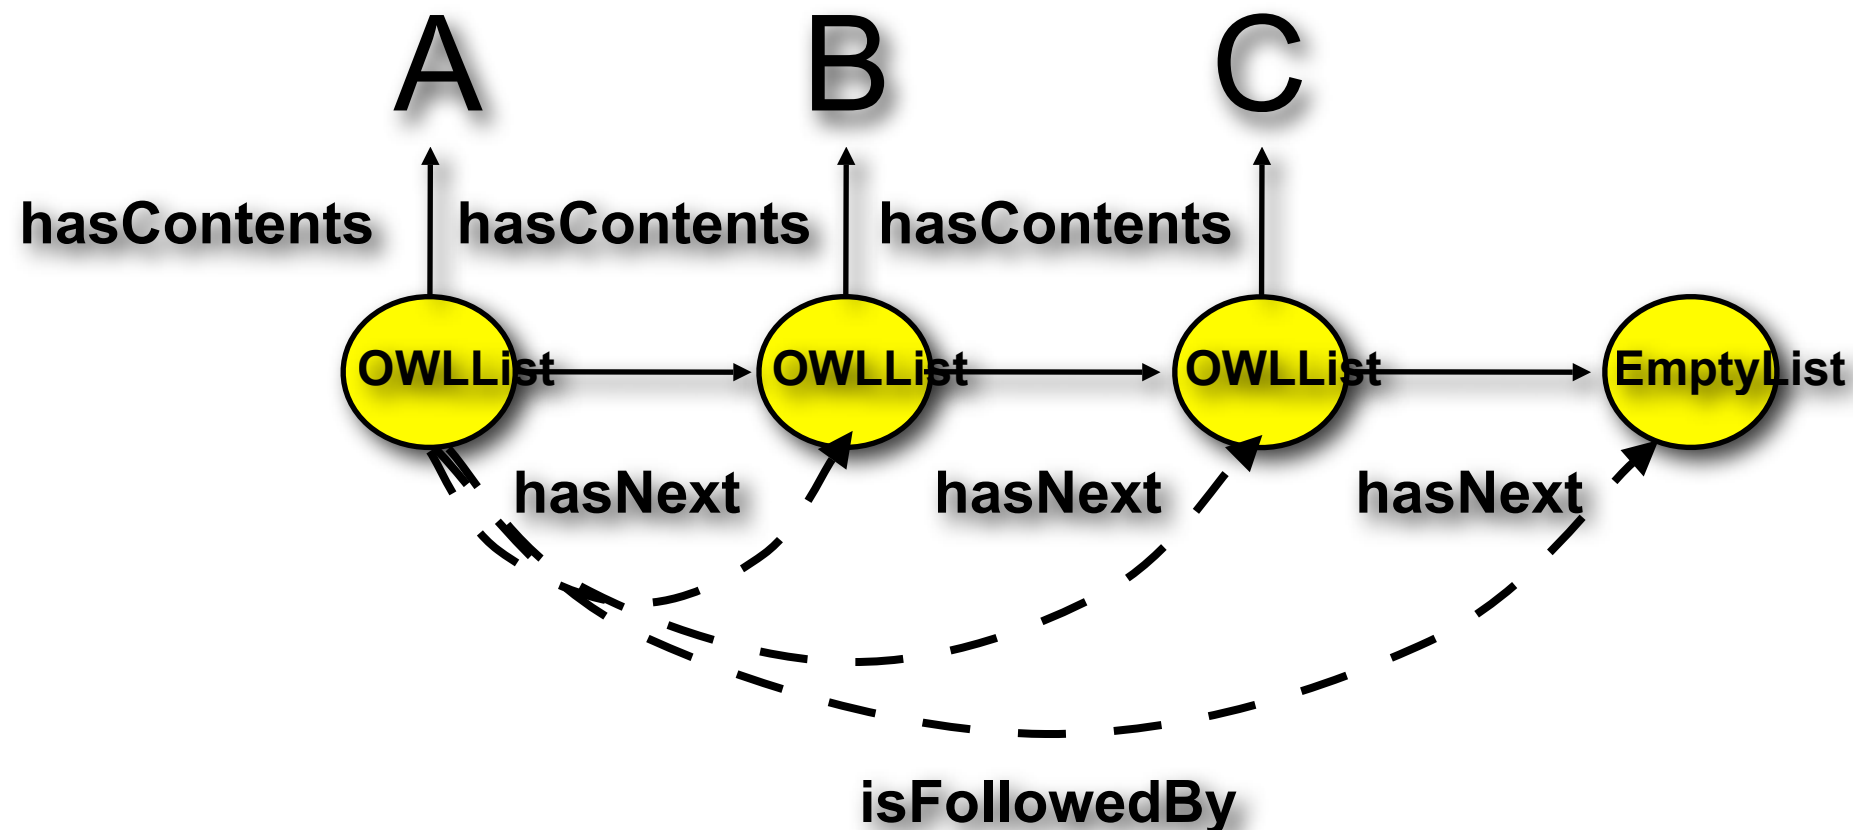 A B C
hasContents hasContents hasContents
OWLList OWLList OWLList EmptyList
hasNext hasNext hasNext
isFollowedBy